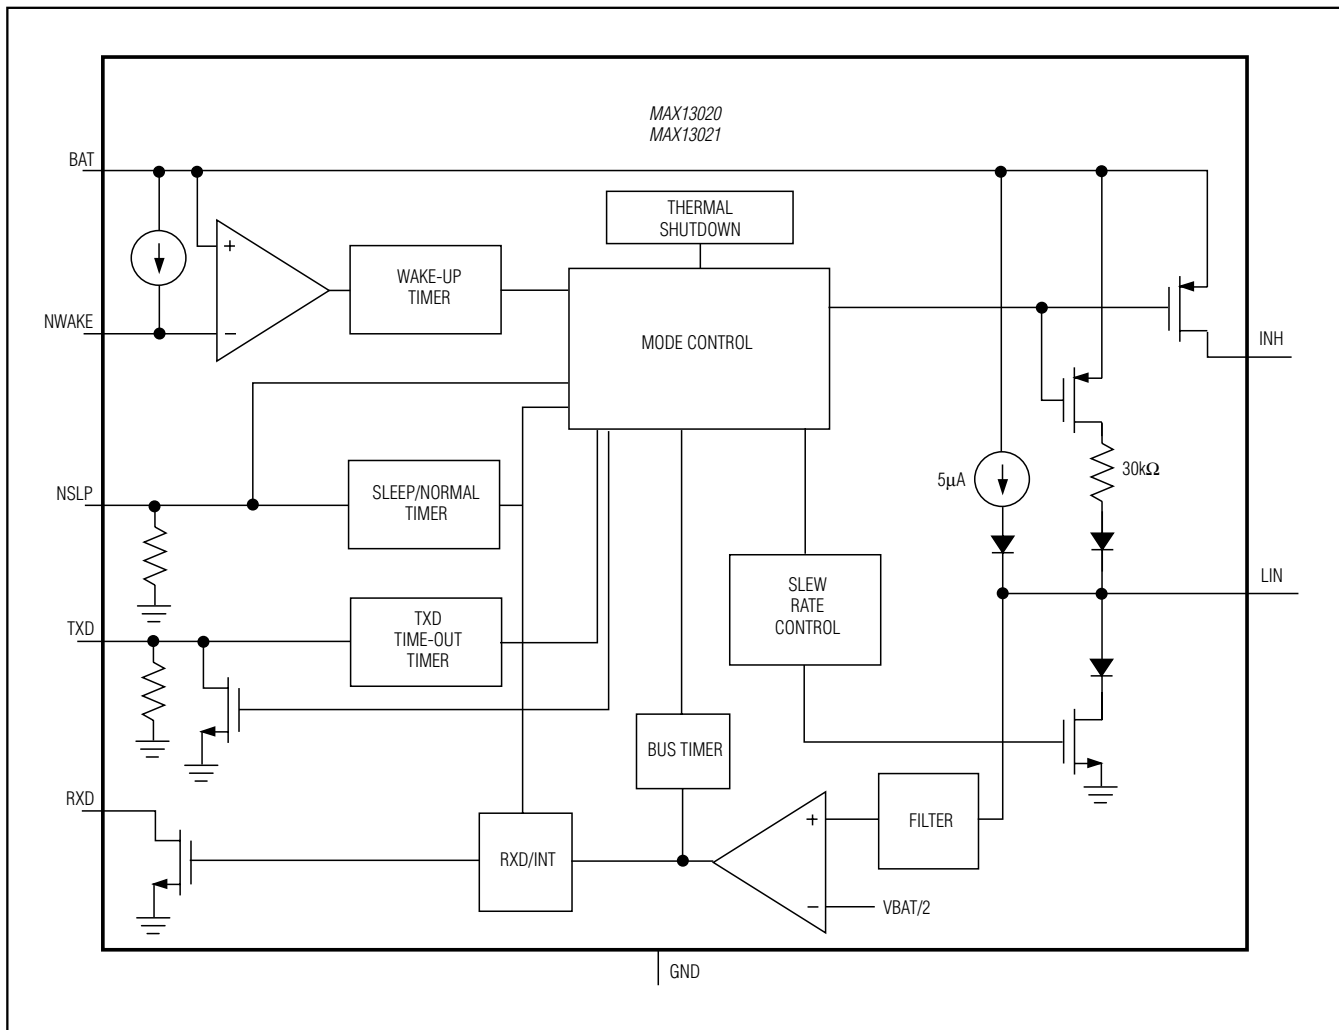 MAX13020
MAX13021
BAT
THERMAL
SHUTDOWN
+
WAKE-UP
TIMER
NWAKE
−
MODE CONTROL
INH
5µA
30kΩ
NSLP
SLEEP/NORMAL
TIMER
SLEW
RATE
CONTROL
LIN
TXD
TXD
TIME-OUT
TIMER
BUS TIMER
RXD
RXD/INT
+
FILTER
−
VBAT/2
GND